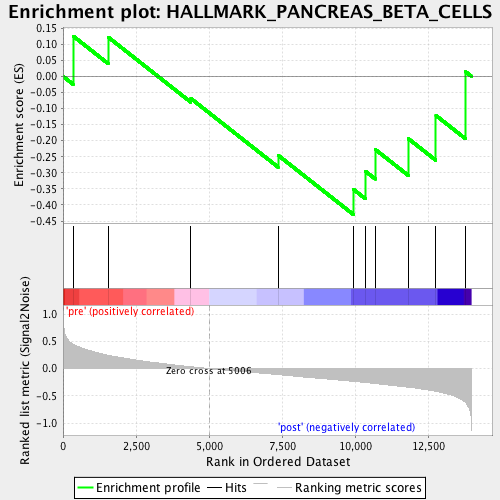 Enrichment plot: HALLMARK_PANCREAS_BETA_CELLS
Enrichment score (ES)
0.15
0.10
0.05
0.00
-0.05
-0.10
-0.15
-0.20
-0.25
-0.30
-0.35
-0.40
-0.45
'pre' (positively correlated)
Ranked list metric (Signal2Noise)
1.0
0.5
0.0
-0.5
-1.0
Zero cross at 5006
'post' (negatively correlated)
0
2,500
5,000
7,500
10,000
12,500
Rank in Ordered Dataset
Enrichment profile
Hits
Ranking metric scores